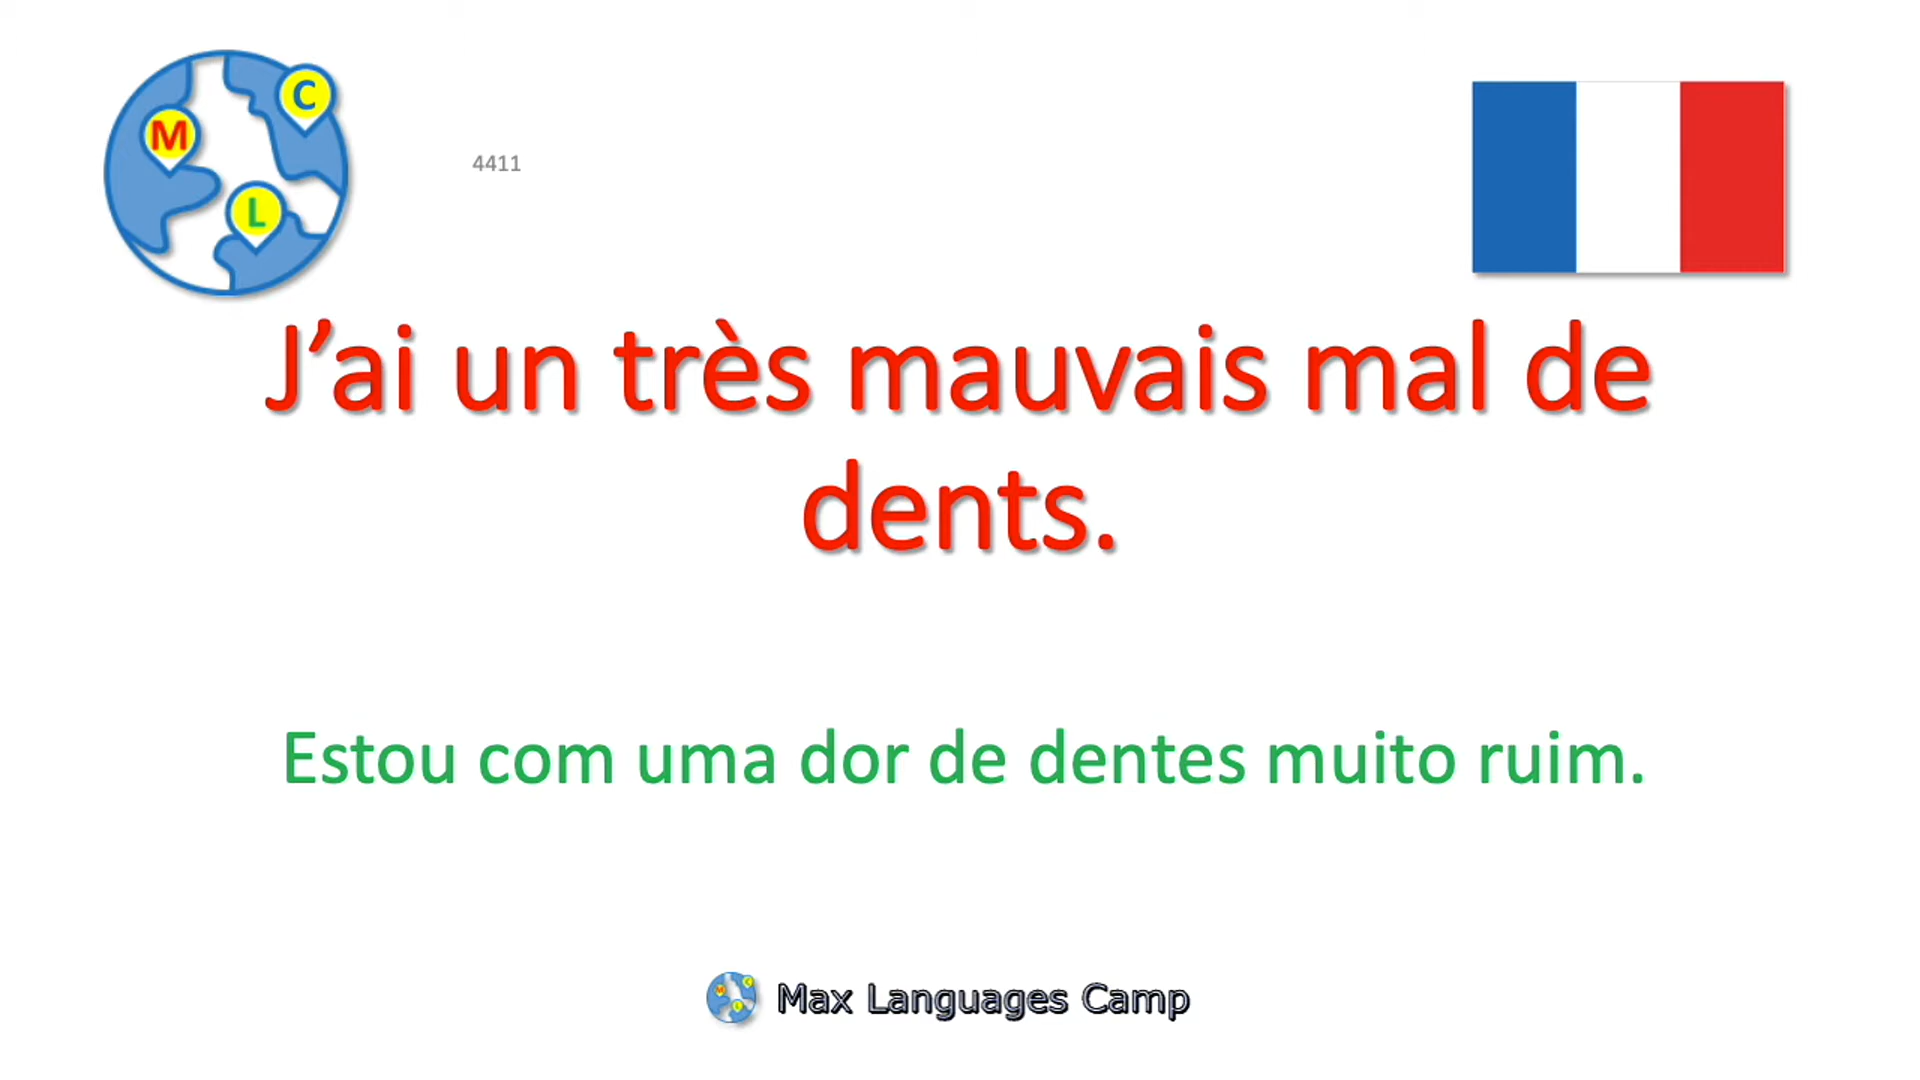 C
M
4411
L
J’ai un très mauvais mal de
dents.
Estou com uma dor de dentes muito ruim.
Max Languages Camp